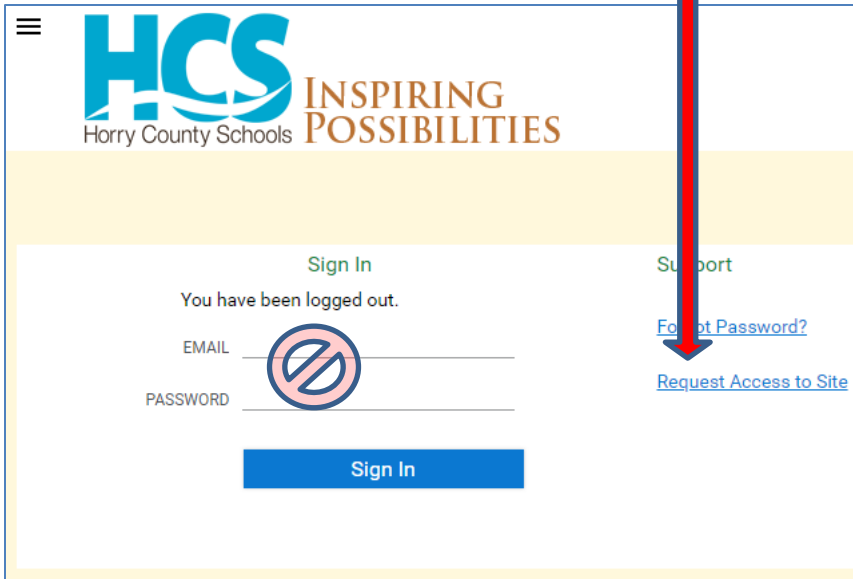 HCS
Horry County Schools
INSPIRING
POSSIBILITIES
Sign In
You have been logged out.
EMAIL
PASSWORD
Sign In
Support
Forgot Password?
Request Access to Site